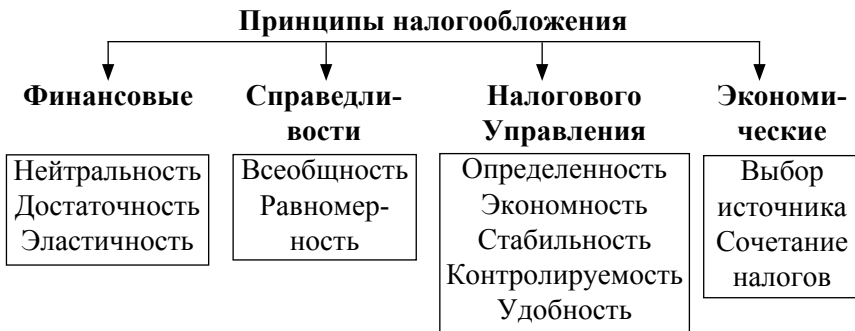 Принципы налогообложения
Финансовые
Нейтральность
Достаточность
Эластичность
Справедли-
вости
Всеобщность
Равномер-
ность
Налогового
Управления
Определенность
Экономность
Стабильность
Контролируемость
Удобность
Экономи-
ческие
Выбор
источника
Сочетание
налогов